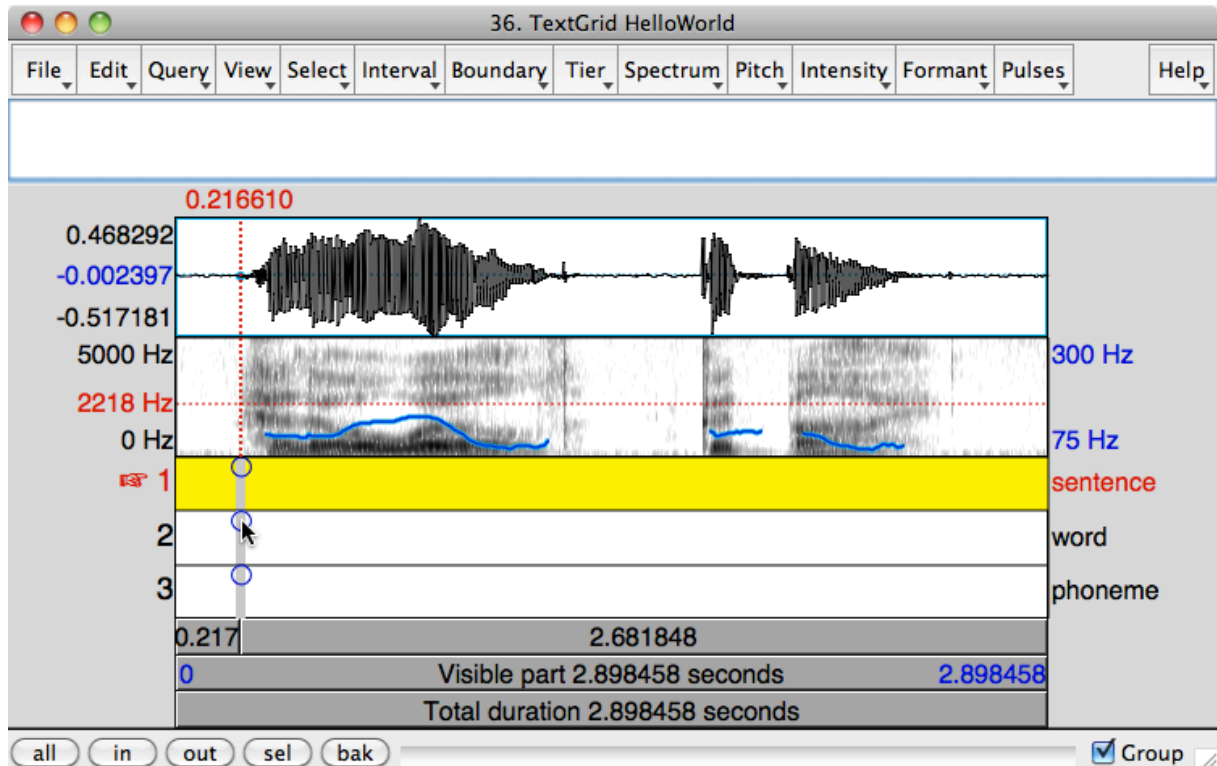 36. TextGrid HelloWorld
File Edit Query View Select Interval Boundary Tier Spectrum Pitch Intensity Formant Pulses Help
0.216610
0.468292
-0.002397
-0.517181
5000 Hz 300 Hz
2218 Hz
0 Hz 75 Hz
☞ 1 sentence
2 word
3 phoneme
0.217 2.681848
0 Visible part 2.898458 seconds 2.898458
Total duration 2.898458 seconds
all in out sel bak Group